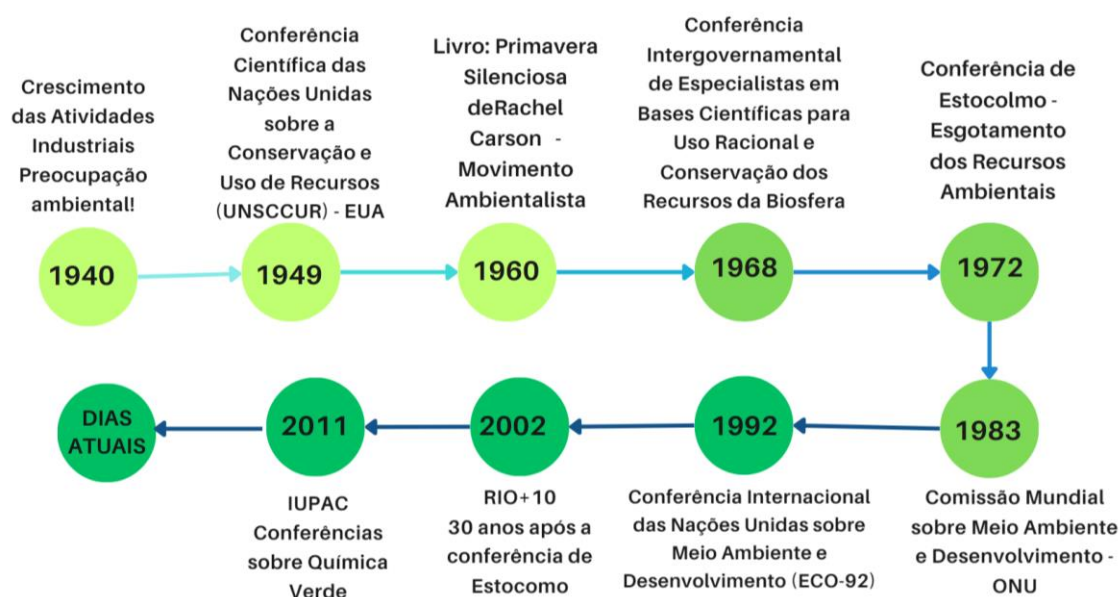 Crescimento
das Atividades
Industriais
Preocupação
ambiental!
1940
Conferência
Científica das
Nações Unidas
sobre a
Conservação e
Uso de Recursos
(UNSCCUR) - EUA
1949
Livro: Primavera
Silenciosa
deRachel
Carson -
Movimento
Ambientalista
1960
Conferência
Intergovernamental
de Especialistas em
Bases Científicas para
Uso Racional e
Conservação dos
Recursos da Biosfera
1968
Conferência de
Estocolmo -
Esgotamento
dos Recursos
Ambientais
1972
1983
Comissão Mundial
sobre Meio Ambiente
e Desenvolvimento -
ONU
1992
Conferência Internacional
das Nações Unidas sobre
Meio Ambiente e
Desenvolvimento (ECO-92)
2002
RIO+10
30 anos após a
conferência de
Estocomo
2011
IUPAC
Conferências
sobre Química
Verde
DIAS
ATUAIS